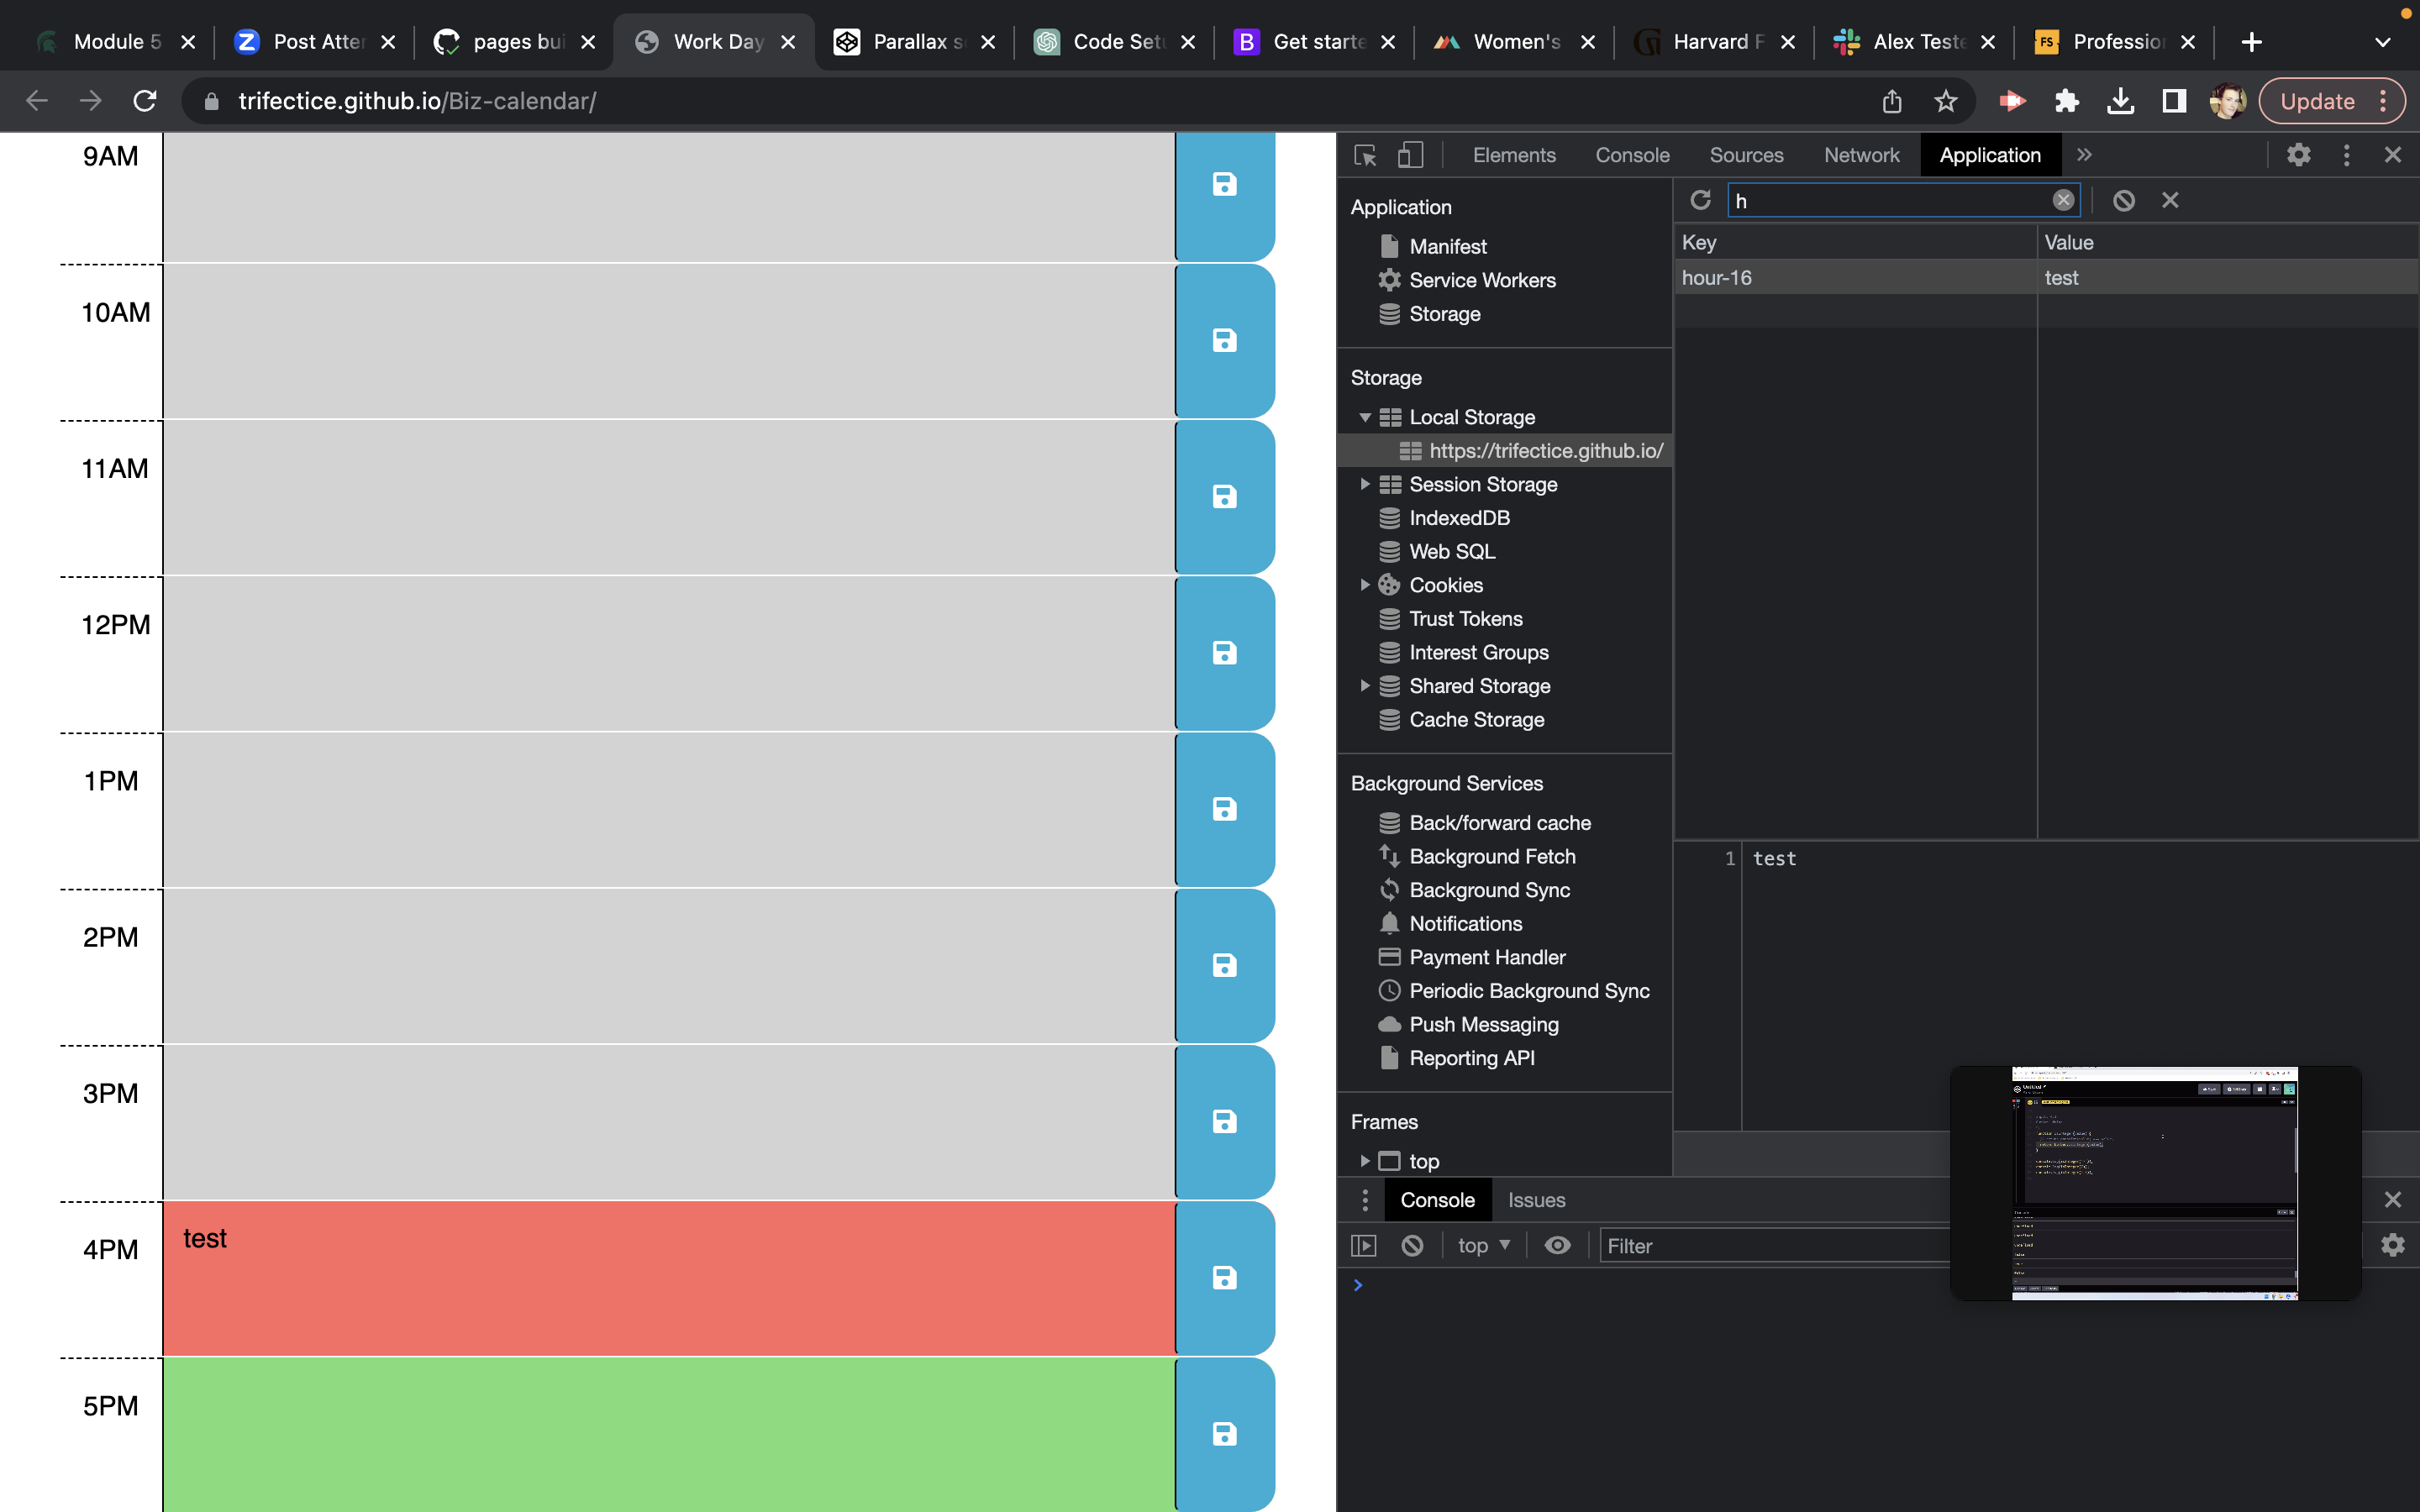 Module 5
Post Atter
pages bui
Work Day
Parallax s
Code Setu
Get starte
Women's
Harvard F
Alex Teste
FS
Profession
trifectice.github.io/Biz-calendar/
Update
9AM
10AM
11AM
12PM
1PM
2PM
3PM
4PM
test
5PM
Elements
Console
Sources
Network
Application
Application
Manifest
Service Workers
Storage
Storage
Local Storage
https://trifectice.github.io/
Session Storage
IndexedDB
Web SQL
Cookies
Trust Tokens
Interest Groups
Shared Storage
Cache Storage
Background Services
Back/forward cache
Background Fetch
Background Sync
Notifications
Payment Handler
Periodic Background Sync
Push Messaging
Reporting API
Frames
top
h
Key
Value
hour-16
test
1 test
Console
Issues
top
Filter